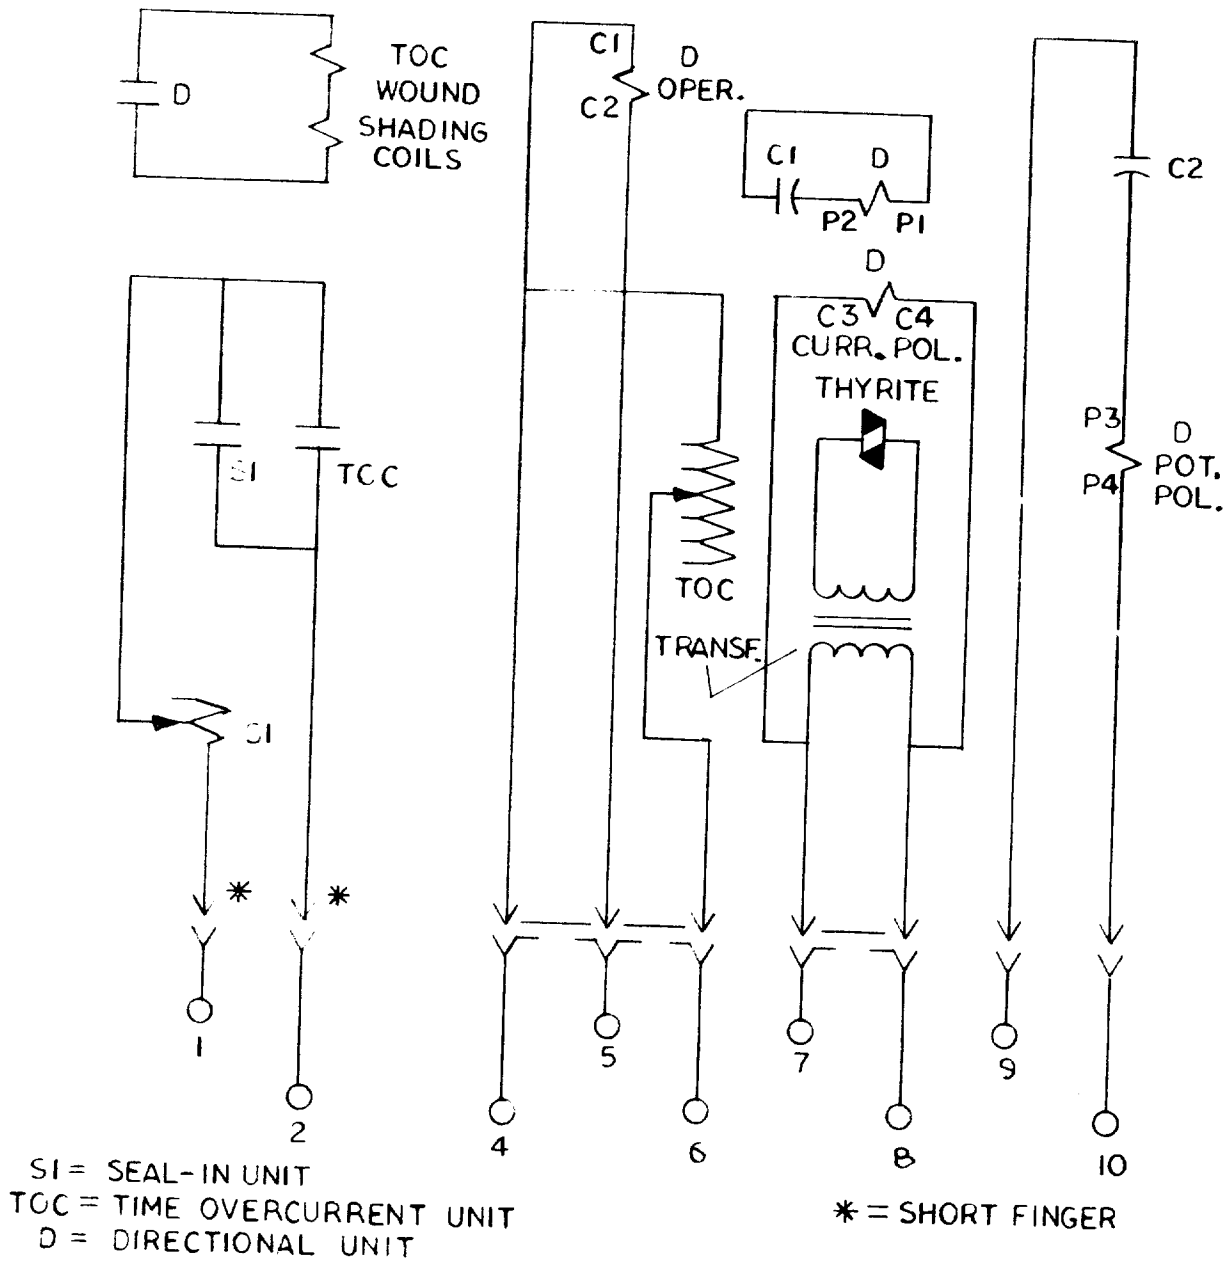 D
TOC
WOUND
SHADING
COILS
C1
C2
D
OPER.
C1
D
P2
P1
C2
D
C3
C4
CURR. POL.
THYRITE
P3
P4
D
POT.
POL.
SI
TOC
TOC
TRANSF.
SI
*
*
1
2
4
5
6
7
8
9
10
SI = SEAL-IN UNIT
TOC = TIME OVERCURRENT UNIT
D = DIRECTIONAL UNIT
* = SHORT FINGER